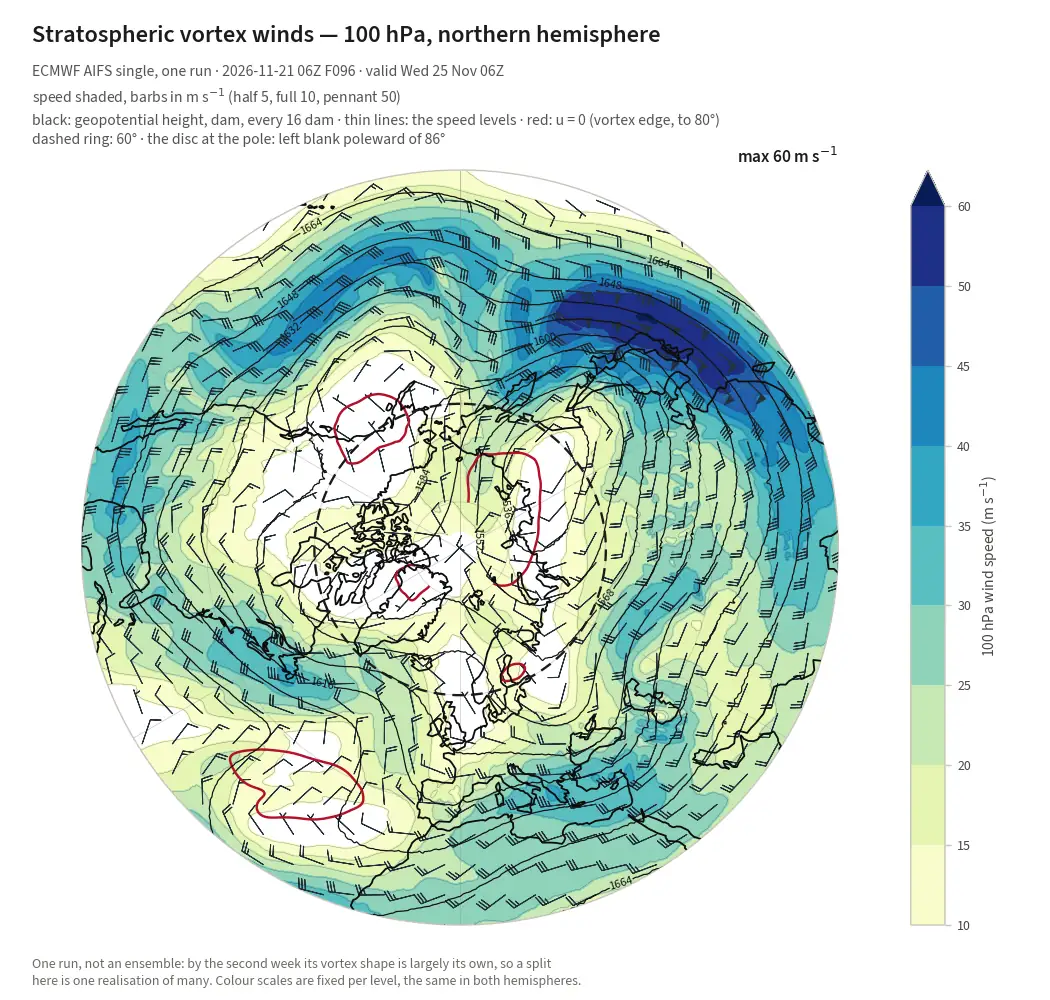 Stratospheric vortex winds — 100 hPa, northern hemisphere
ECMWF AIFS single, one run · 2026-11-21 06Z F096 · valid Wed 25 Nov 06Z
speed shaded, barbs in m s⁻¹ (half 5, full 10, pennant 50)
black: geopotential height, dam, every 16 dam · thin lines: the speed levels · red: u = 0 (vortex edge, to 80°)
dashed ring: 60° · the disc at the pole: left blank poleward of 86°
max 60 m s⁻¹
1664
1664
1648
1648
1632
1600
1584
1552
1616
1664
60
50
45
40
35
30
25
20
15
10
100 hPa wind speed (m s⁻¹)
One run, not an ensemble: by the second week its vortex shape is largely its own, so a split
here is one realisation of many. Colour scales are fixed per level, the same in both hemispheres.